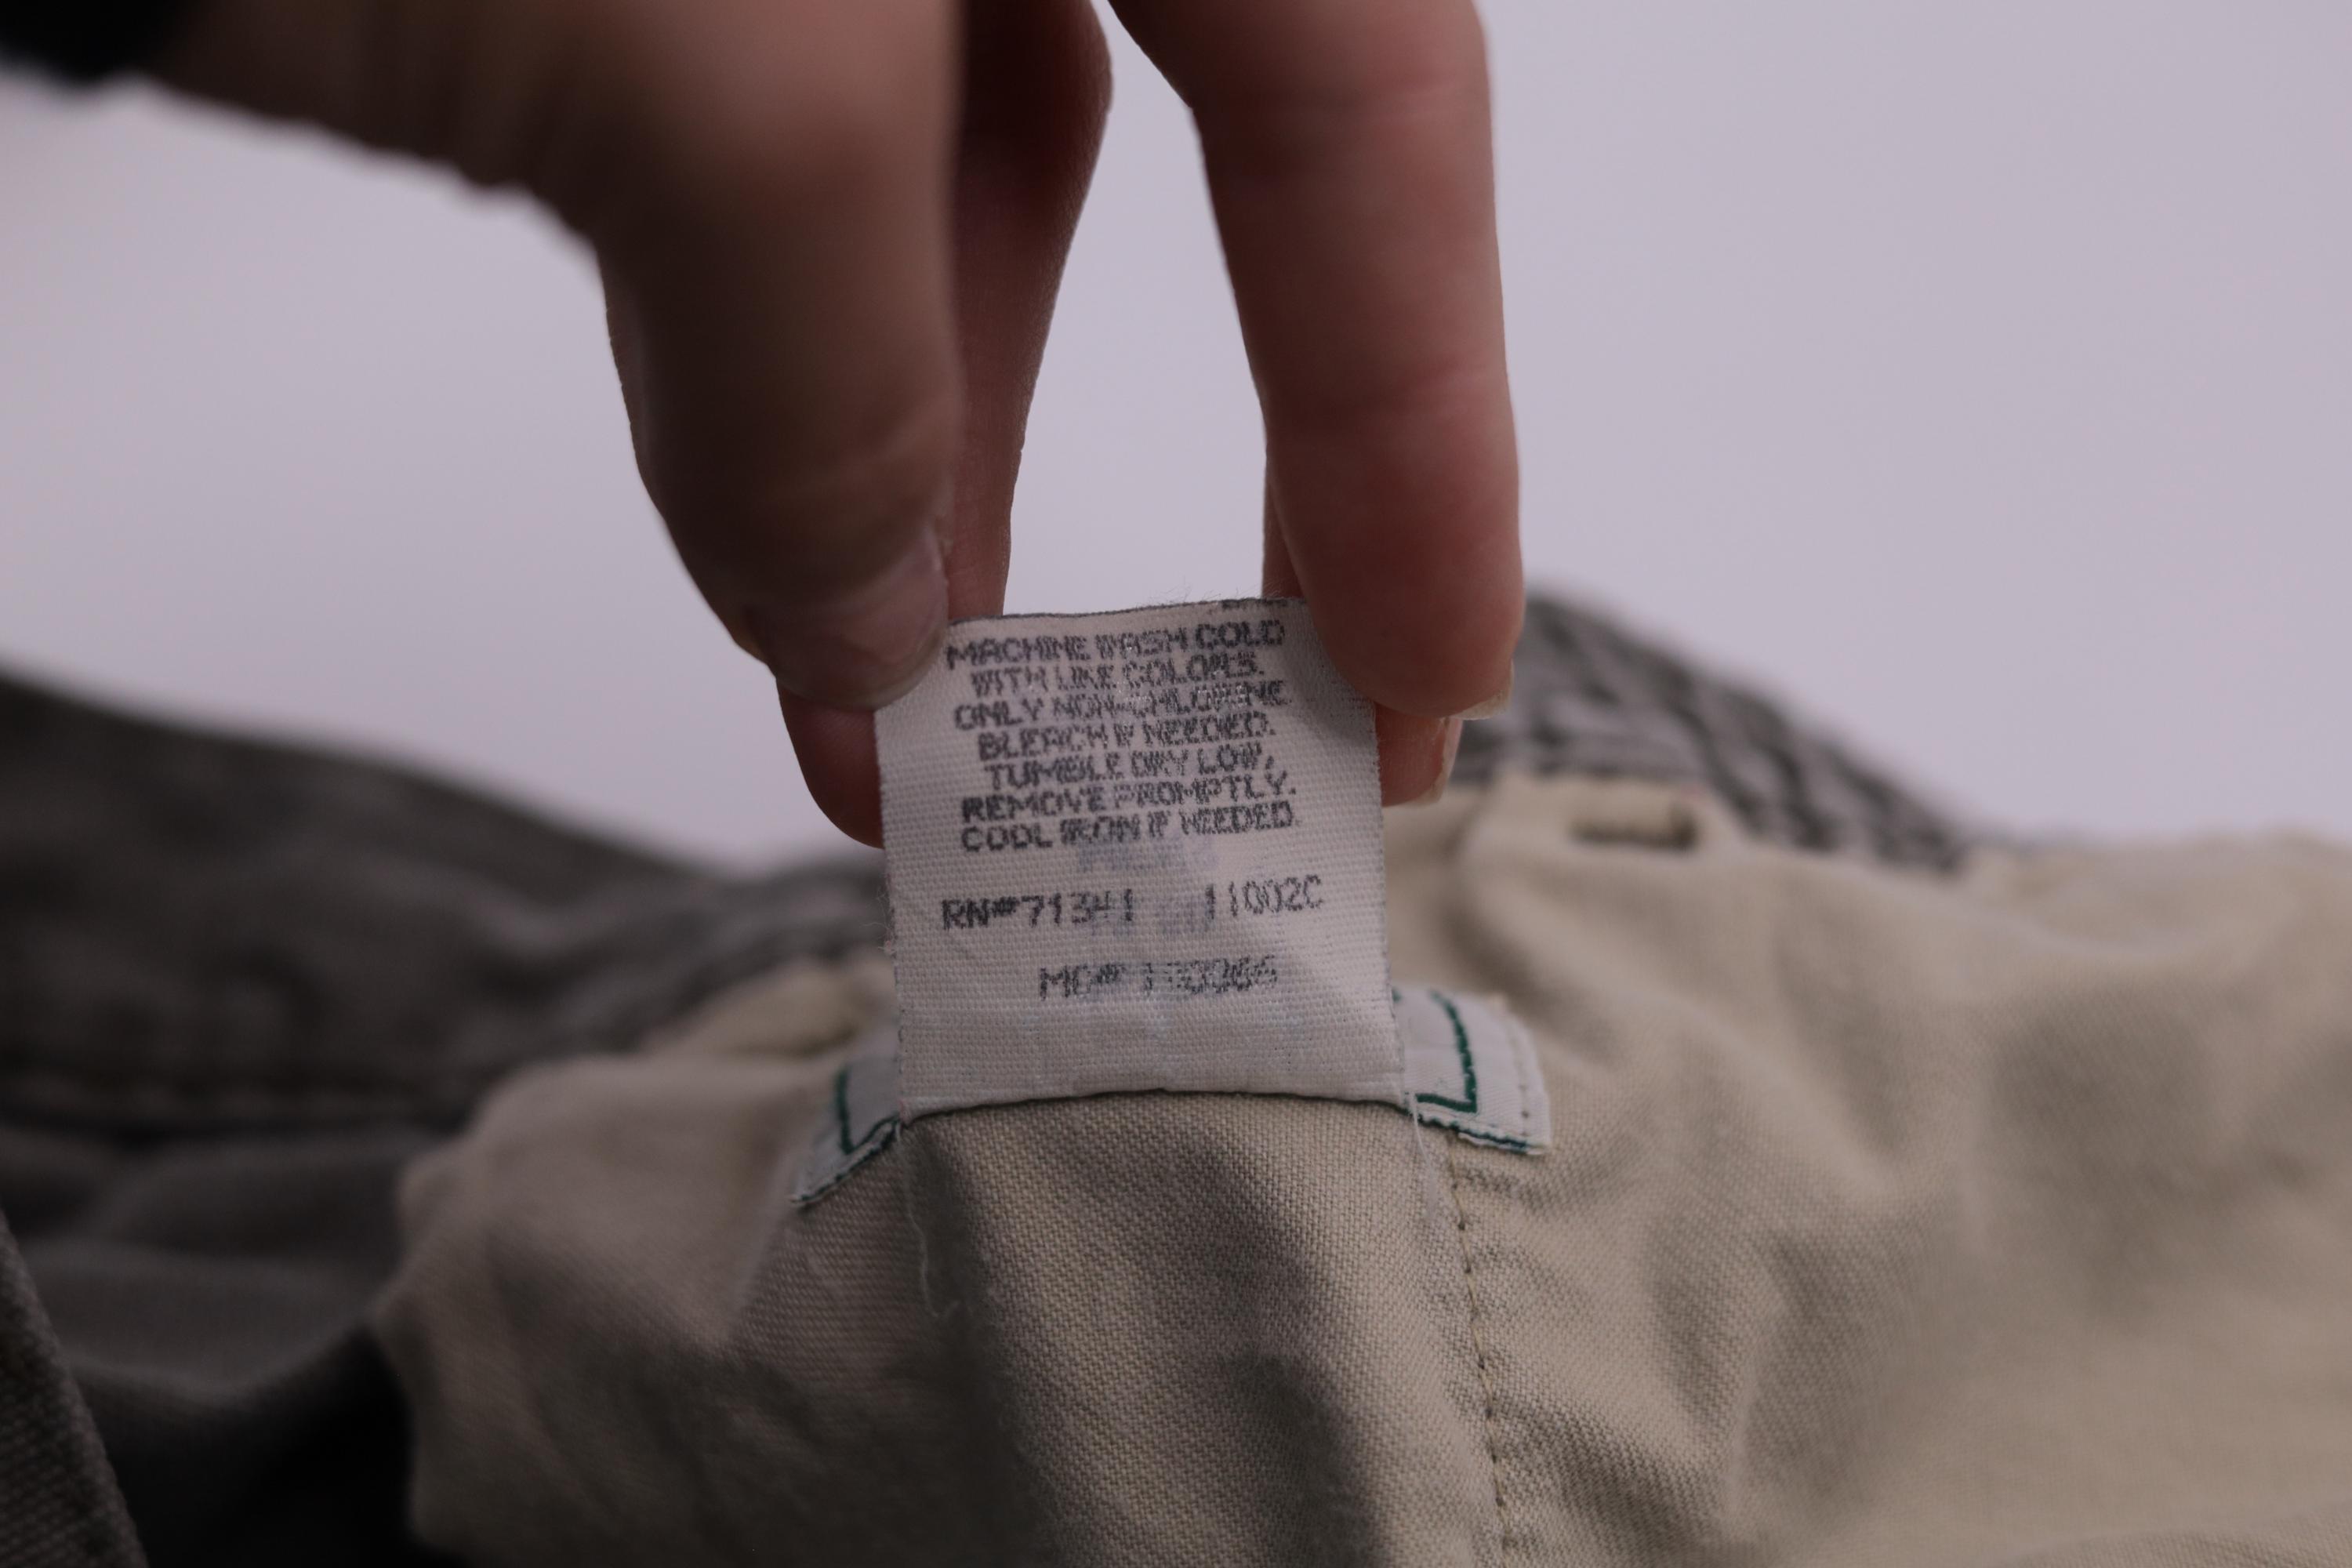 MACHINE WASH COLD
WITH LIKE COLORS.
ONLY NON-CHLORINE
BLEACH IF NEEDED.
TUMBLE DRY LOW,
REMOVE PROMPTLY.
COOL IRON IF NEEDED
RN#71341 11002C